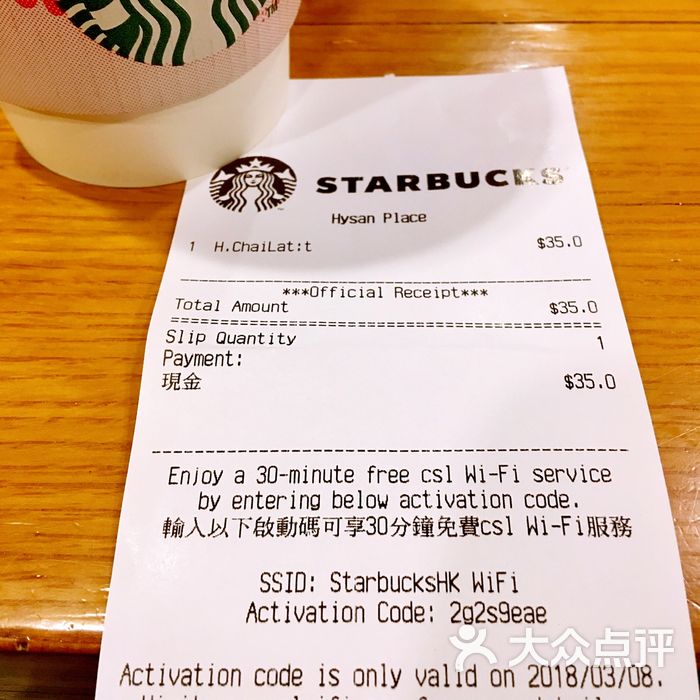 TM
STARBUCKS
Hysan Place
1 H.ChaiLat:t $35.0
***Official Receipt***
Total Amount $35.0
Slip Quantity 1
Payment:
現金 $35.0
Enjoy a 30-minute free csl Wi-Fi service
by entering below activation code.
輸入以下啟動碼可享30分鐘免費csl Wi-Fi服務
SSID: StarbucksHK WiFi
Activation Code: 2g2s9eae
Activation code is only valid on 2018/03/08.
大众点评